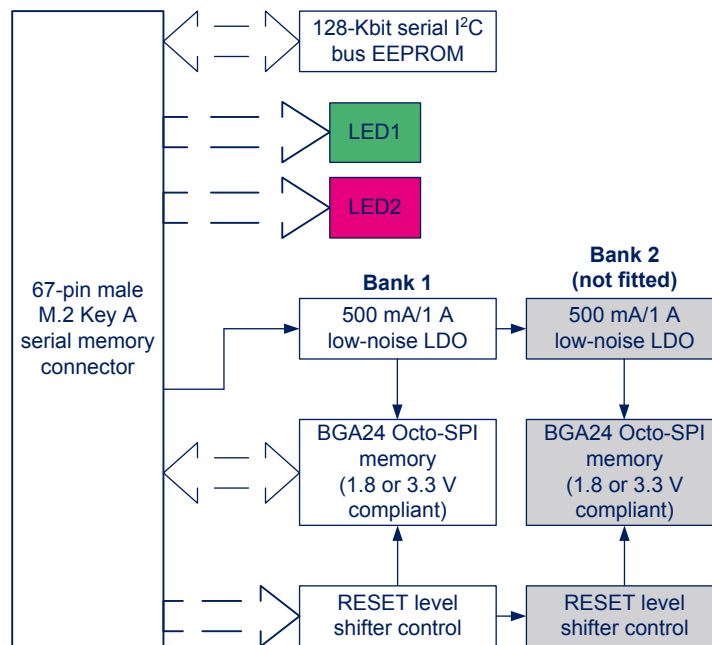 128-Kbit serial I²C
bus EEPROM
LED1
LED2
67-pin male
M.2 Key A
serial memory
connector
Bank 1
Bank 2
(not fitted)
500 mA/1 A
low-noise LDO
500 mA/1 A
low-noise LDO
BGA24 Octo-SPI
memory
(1.8 or 3.3 V
compliant)
BGA24 Octo-SPI
memory
(1.8 or 3.3 V
compliant)
RESET level
shifter control
RESET level
shifter control